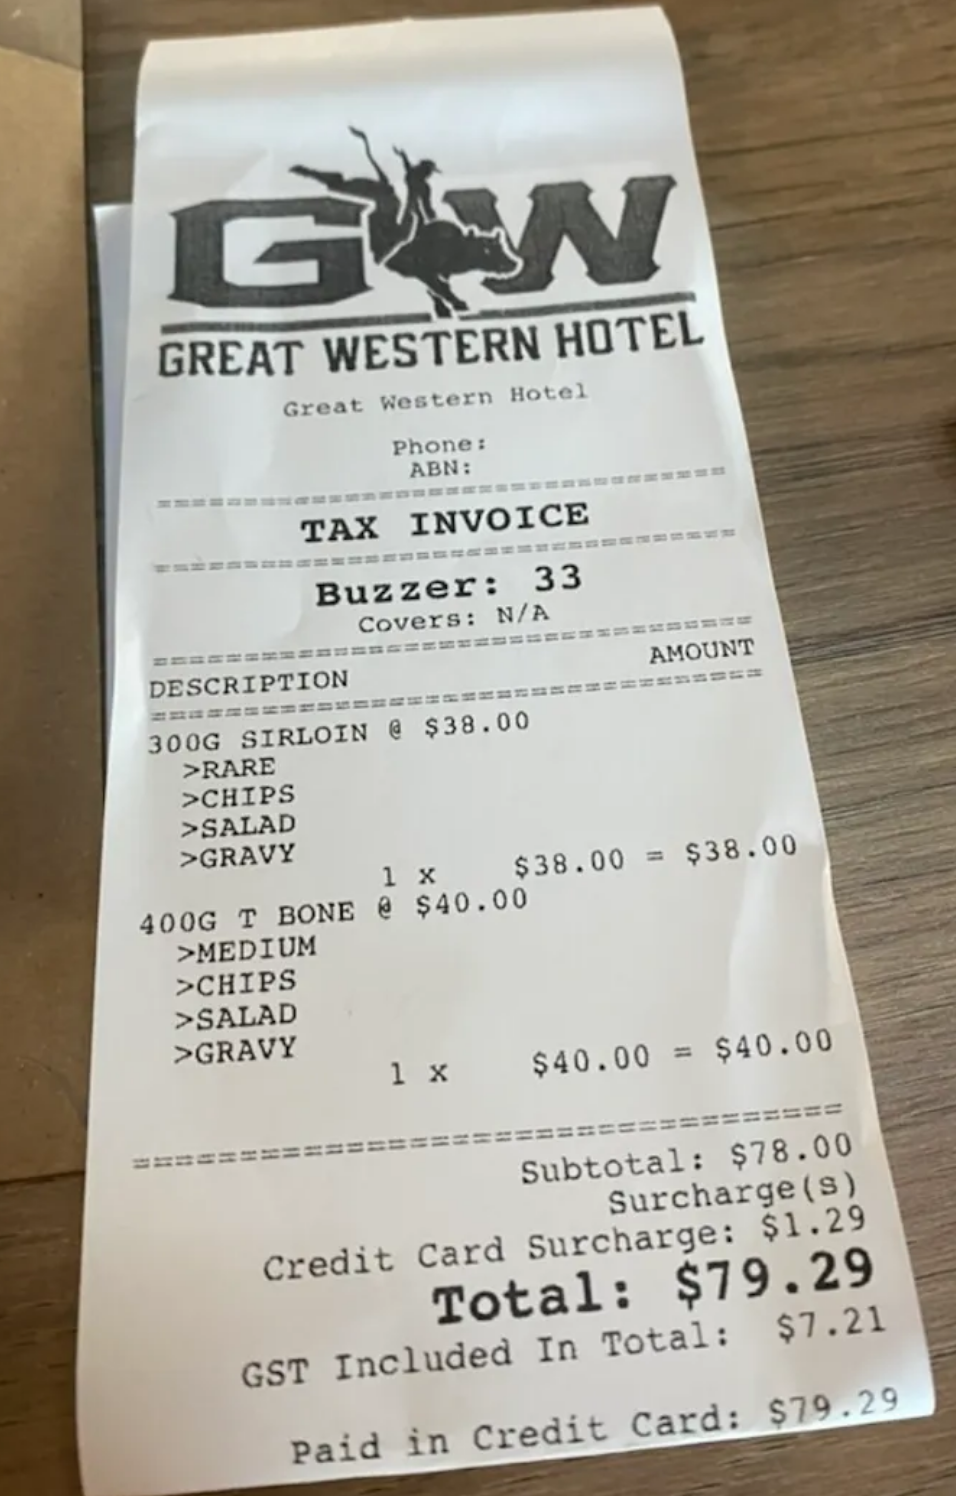 GW
GREAT WESTERN HOTEL
Great Western Hotel
Phone:
ABN:
================================================
TAX INVOICE
================================================
Buzzer: 33
Covers: N/A
================================================
DESCRIPTION AMOUNT
================================================
300G SIRLOIN @ $38.00
>RARE
>CHIPS
>SALAD
>GRAVY
1 x $38.00 = $38.00
400G T BONE @ $40.00
>MEDIUM
>CHIPS
>SALAD
>GRAVY
1 x $40.00 = $40.00
================================================
Subtotal: $78.00
Surcharge(s)
Credit Card Surcharge: $1.29
Total: $79.29
GST Included In Total: $7.21
Paid in Credit Card: $79.29